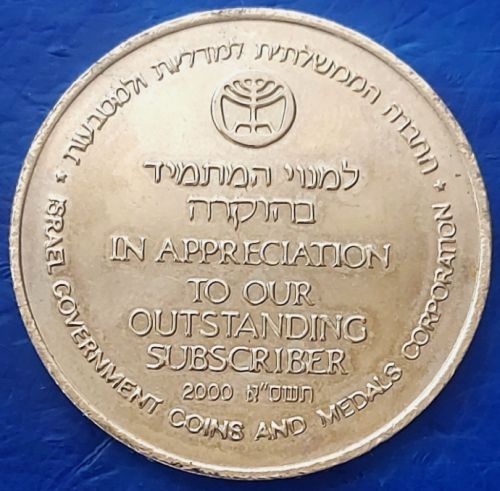 החברה הממשלתית למדליות ולמטבעות
למנוי המתמיד
בהוקרה
IN APPRECIATION
TO OUR
OUTSTANDING
SUBSCRIBER
2000 תשס"א
ISRAEL GOVERNMENT COINS AND MEDALS CORPORATION